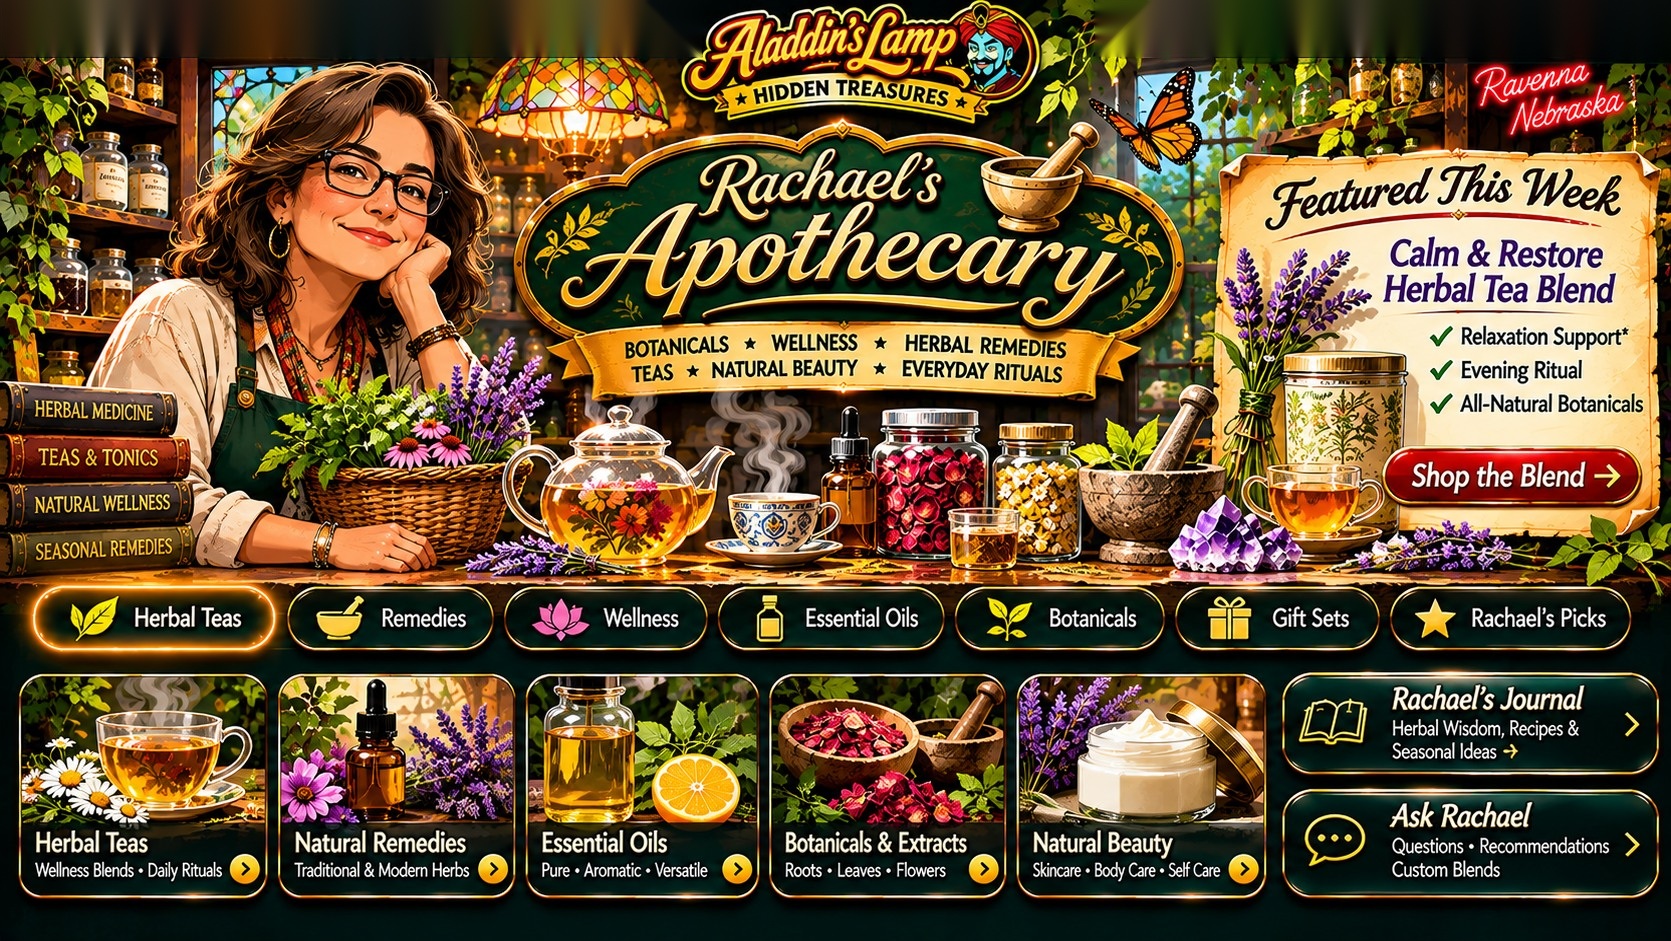 Aladdin's Lamp
HIDDEN TREASURES
Ravenna
Nebraska
Rachael's
Apothecary
BOTANICALS ★ WELLNESS ★ HERBAL REMEDIES
TEAS ★ NATURAL BEAUTY ★ EVERYDAY RITUALS
Featured This Week
Calm & Restore
Herbal Tea Blend
✓ Relaxation Support*
✓ Evening Ritual
✓ All-Natural Botanicals
Shop the Blend →
HERBAL MEDICINE
TEAS & TONICS
NATURAL WELLNESS
SEASONAL REMEDIES
Herbal Teas
Remedies
Wellness
Essential Oils
Botanicals
Gift Sets
Rachael's Picks
Herbal Teas
Wellness Blends • Daily Rituals
Natural Remedies
Traditional & Modern Herbs
Essential Oils
Pure • Aromatic • Versatile
Botanicals & Extracts
Roots • Leaves • Flowers
Natural Beauty
Skincare • Body Care • Self Care
Rachael's Journal
Herbal Wisdom, Recipes &
Seasonal Ideas →
Ask Rachael
Questions • Recommendations
Custom Blends